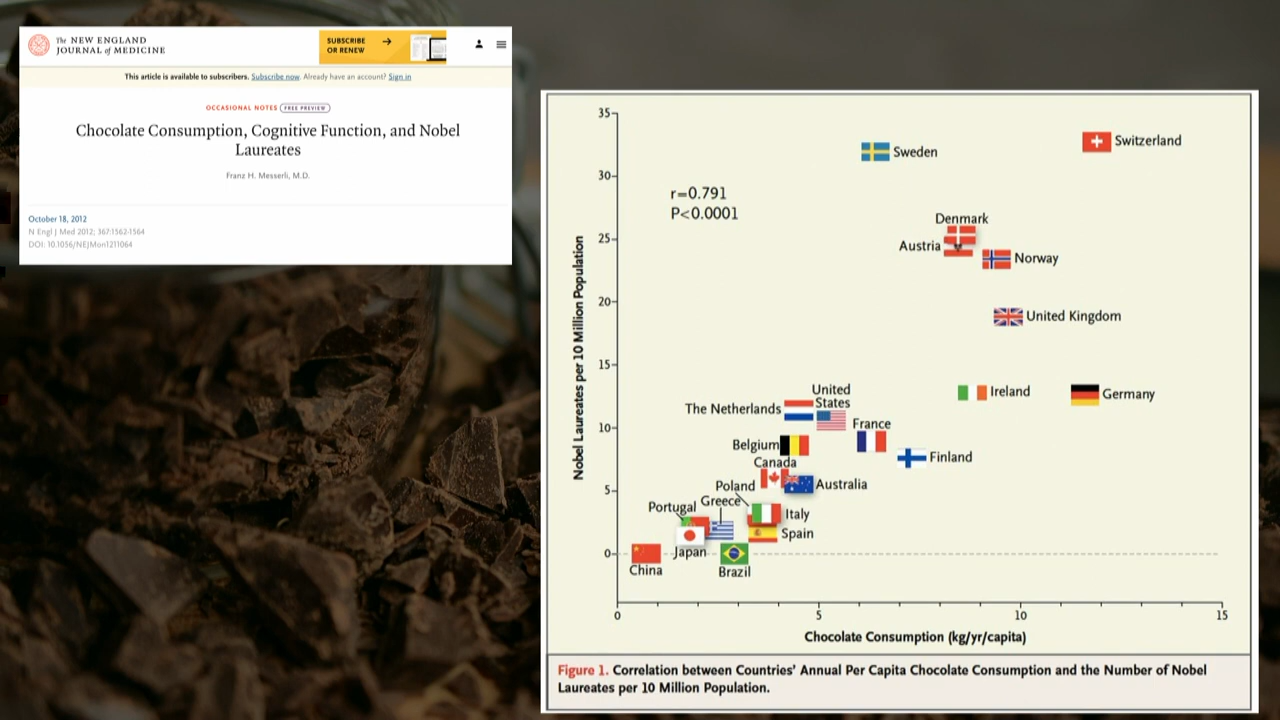 The NEW ENGLAND
JOURNAL of MEDICINE
SUBSCRIBE
OR RENEW
This article is available to subscribers. Subscribe now. Already have an account? Sign in
OCCASIONAL NOTES FREE PREVIEW
Chocolate Consumption, Cognitive Function, and Nobel
Laureates
Franz H. Messerli, M.D.
October 18, 2012
N Engl J Med 2012; 367:1562-1564
DOI: 10.1056/NEJMon1211064
Nobel Laureates per 10 Million Population
35
30
25
20
15
10
5
0
r=0.791
P<0.0001
Sweden
Switzerland
Denmark
Austria
Norway
United Kingdom
Ireland
Germany
United
States
The Netherlands
France
Belgium
Finland
Canada
Australia
Poland
Greece
Portugal
Italy
Spain
Japan
China
Brazil
0
5
10
15
Chocolate Consumption (kg/yr/capita)
Figure 1. Correlation between Countries' Annual Per Capita Chocolate Consumption and the Number of Nobel
Laureates per 10 Million Population.